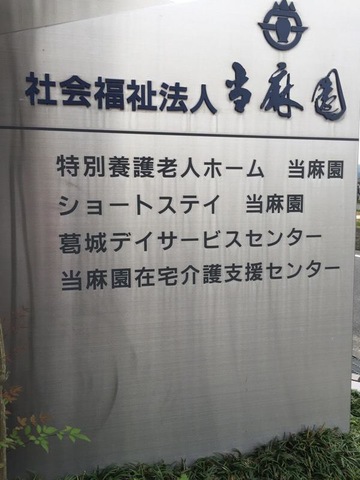 社会福祉法人 当麻園
特別養護老人ホーム 当麻園
ショートステイ 当麻園
葛城デイサービスセンター
当麻園在宅介護支援センター